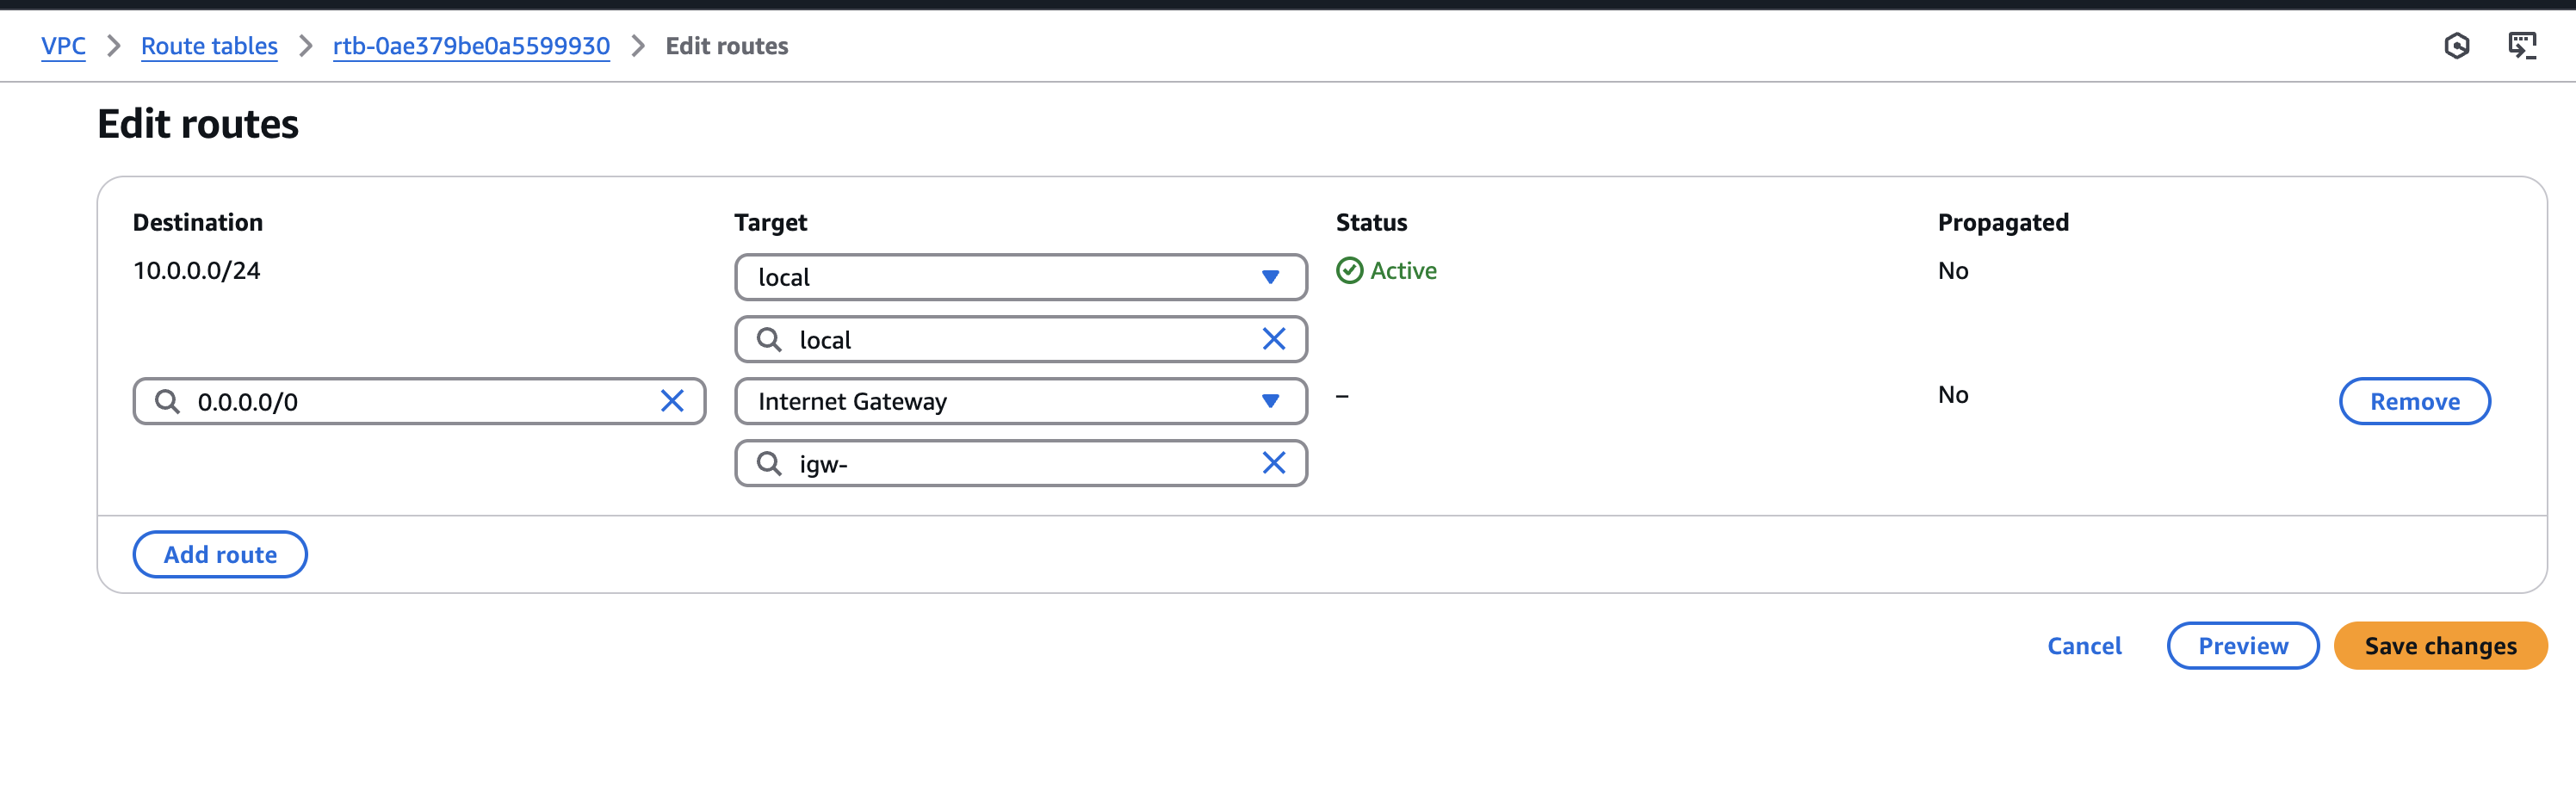 VPC > Route tables > rtb-0ae379be0a5599930 > Edit routes
Edit routes
Destination Target Status Propagated
10.0.0.0/24 local Active No
local
0.0.0.0/0 Internet Gateway – No Remove
igw-
Add route
Cancel Preview Save changes